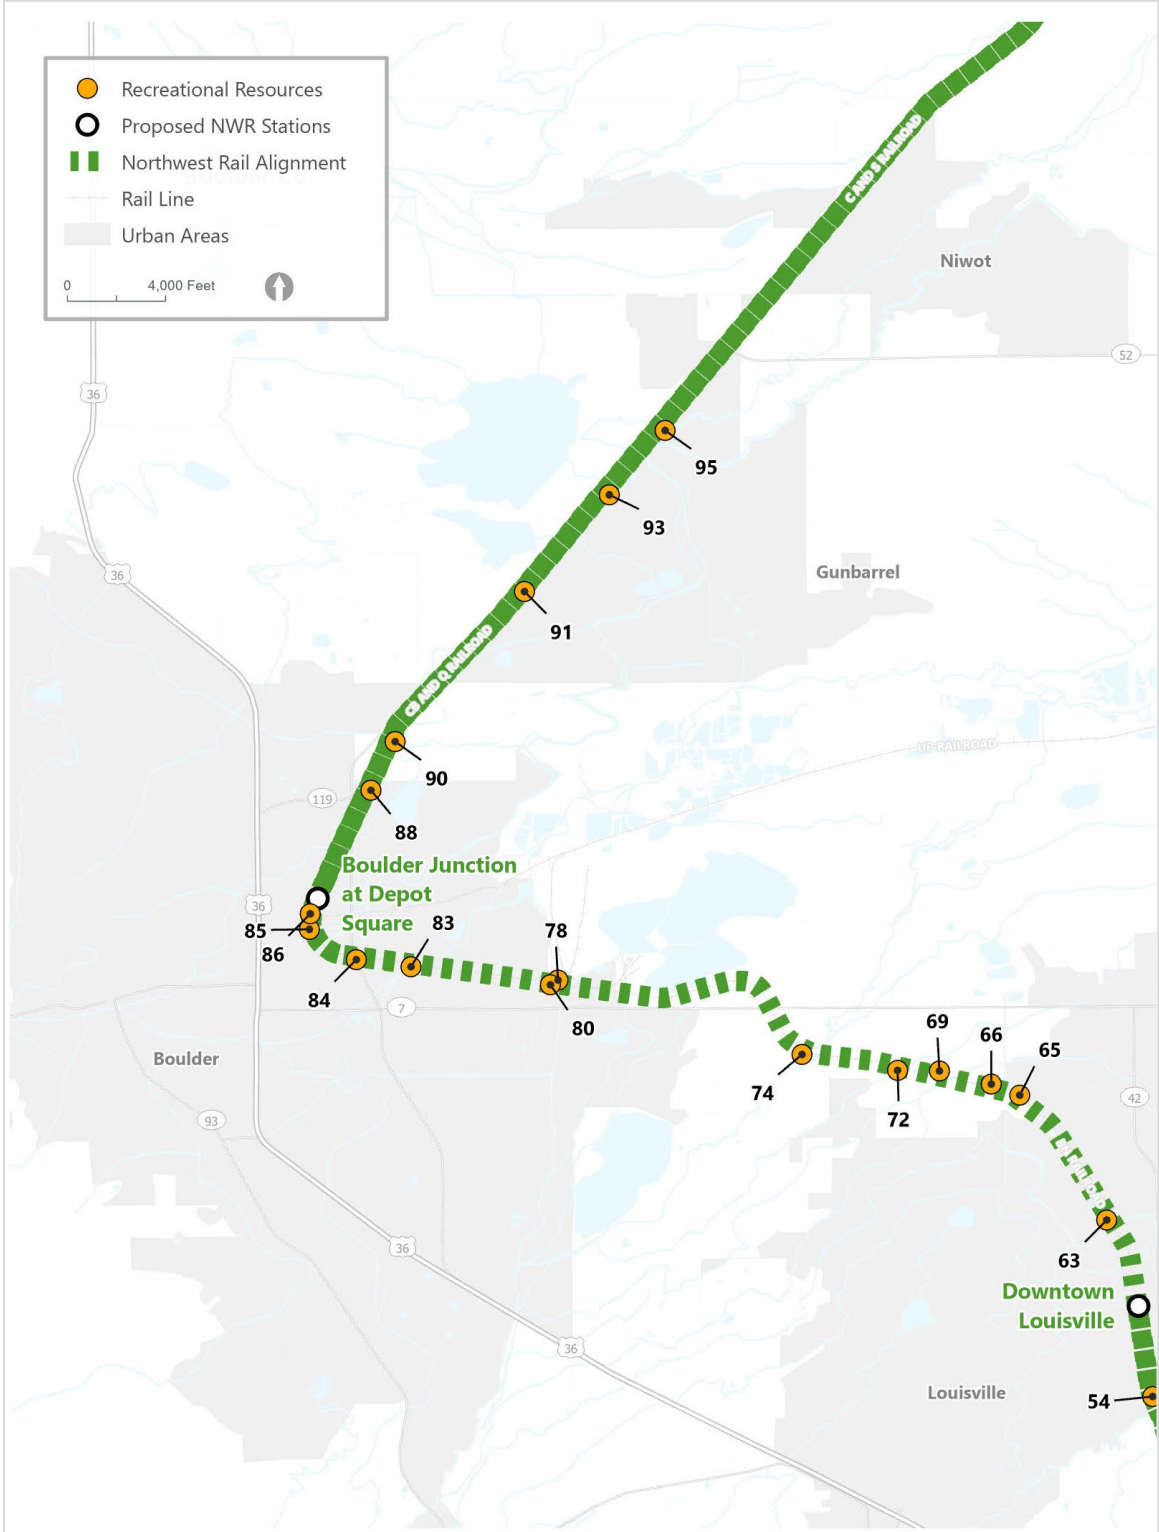 Recreational Resources
Proposed NWR Stations
Northwest Rail Alignment
Rail Line
Urban Areas
0 4,000 Feet
C AND S RAILROAD
Niwot
52
36
95
93
36
Gunbarrel
91
CB AND Q RAILROAD
UP RAILROAD
90
119
88
Boulder Junction
at Depot
Square
36
85
86
83
78
84
7
80
69
66
65
Boulder
74
72
42
93
63
36
Downtown
Louisville
36
Louisville
54